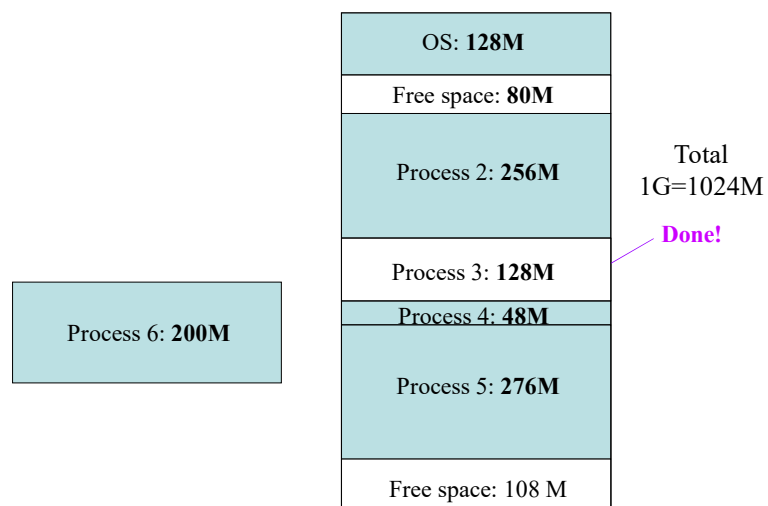 OS: 128M
Free space: 80M
Process 2: 256M
Total
1G=1024M
Done!
Process 3: 128M
Process 4: 48M
Process 6: 200M
Process 5: 276M
Free space: 108 M